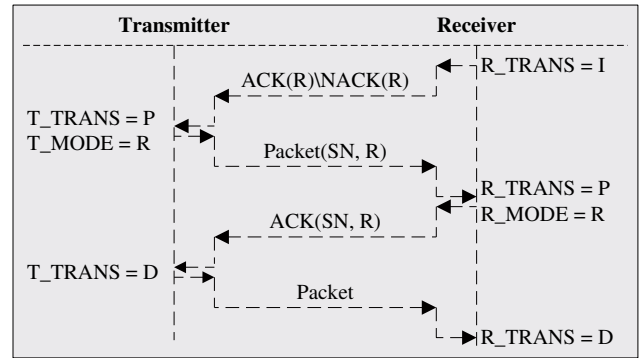 Transmitter Receiver
R_TRANS = I
ACK(R)\NACK(R)
T_TRANS = P
T_MODE = R
Packet(SN, R)
R_TRANS = P
R_MODE = R
ACK(SN, R)
T_TRANS = D
Packet
R_TRANS = D